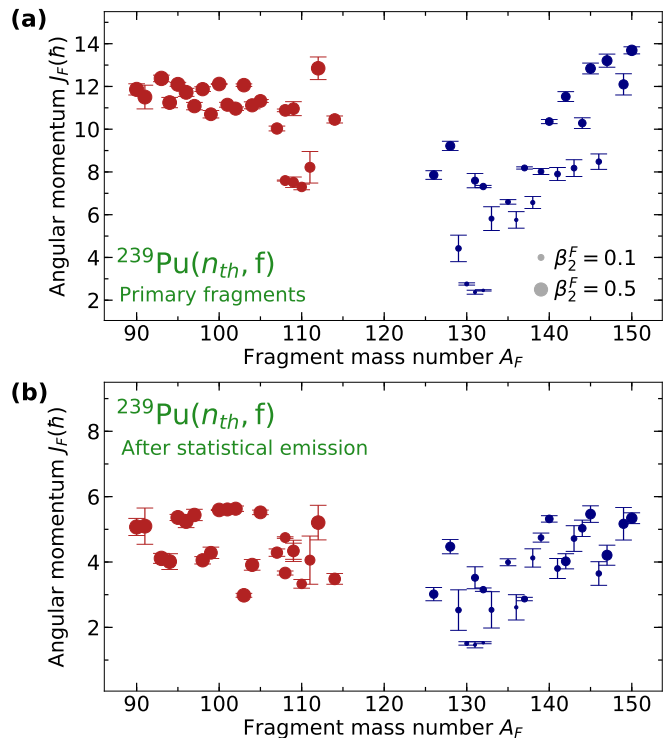 (a)
Angular momentum J_F(ħ)
14
12
10
8
6
4
2
²³⁹Pu(n_th, f)
Primary fragments
β₂^F = 0.1
β₂^F = 0.5
90 100 110 120 130 140 150
Fragment mass number A_F
(b)
Angular momentum J_F(ħ)
8
6
4
2
²³⁹Pu(n_th, f)
After statistical emission
90 100 110 120 130 140 150
Fragment mass number A_F